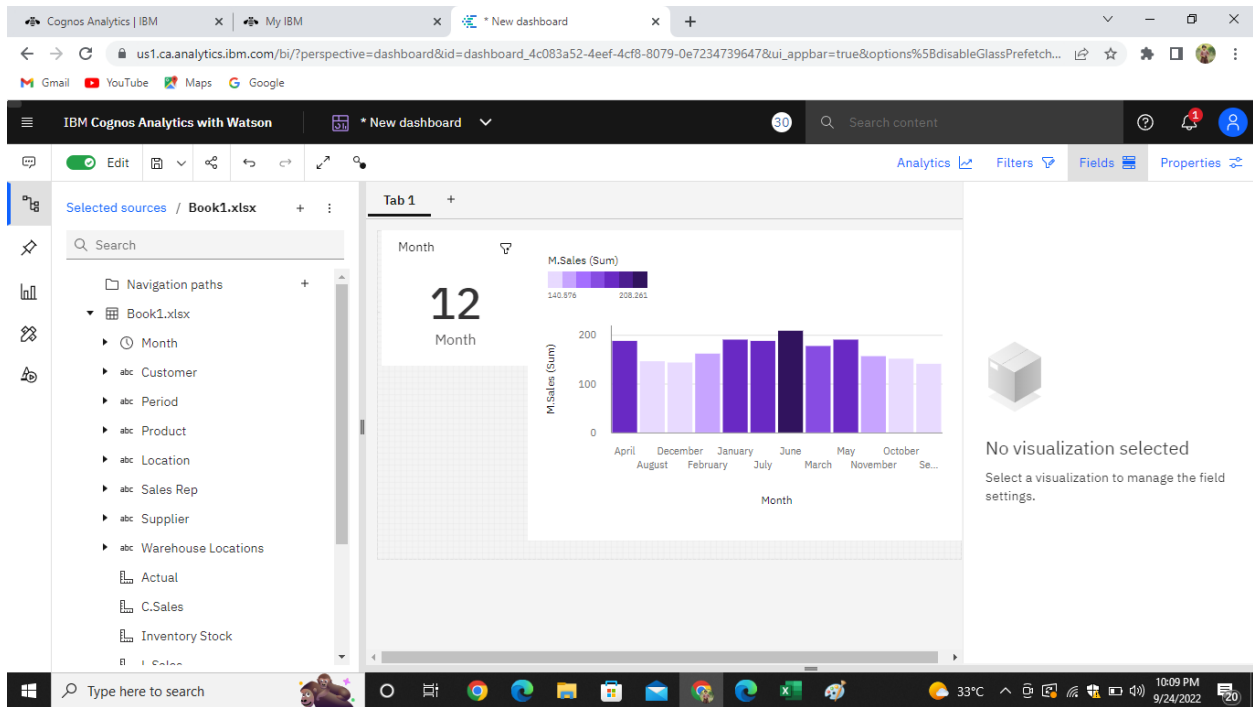 Cognos Analytics | IBM
My IBM
* New dashboard
us1.ca.analytics.ibm.com/bi/?perspective=dashboard&id=dashboard_4c083a52-4eef-4cf8-8079-0e7234739647&ui_appbar=true&options%5BdisableGlassPrefetch...
Gmail YouTube Maps Google
IBM Cognos Analytics with Watson
* New dashboard
30
Search content
1
Edit
Analytics
Filters
Fields
Properties
Selected sources / Book1.xlsx
Search
Navigation paths
Book1.xlsx
Month
abc Customer
abc Period
abc Product
abc Location
abc Sales Rep
abc Supplier
abc Warehouse Locations
Actual
C.Sales
Inventory Stock
Tab 1
Month
12
Month
M.Sales (Sum)
140.576 208.261
M.Sales (Sum)
200
100
0
April December January June May October
August February July March November Se...
Month
No visualization selected
Select a visualization to manage the field
settings.
Type here to search
33°C
10:09 PM
9/24/2022
20